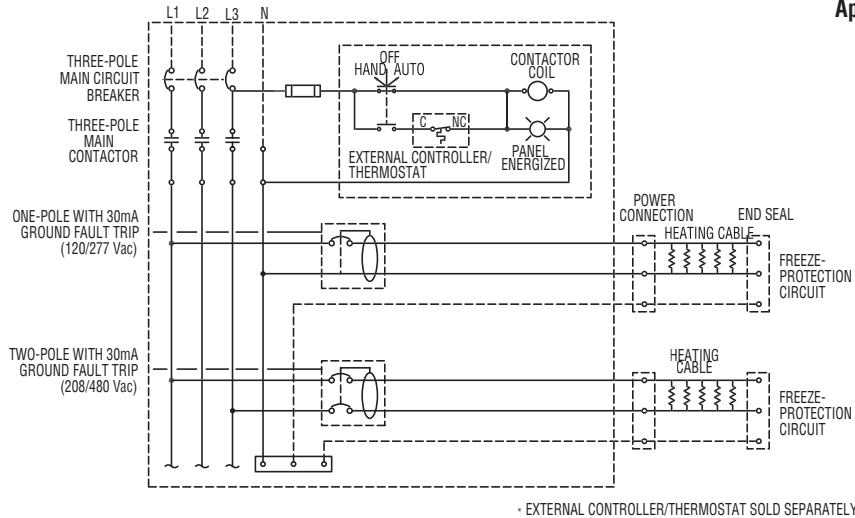 L1 L2 L3 N
Ap
THREE-POLE
MAIN CIRCUIT
BREAKER
THREE-POLE
MAIN
CONTACTOR
OFF
HAND AUTO
CONTACTOR
COIL
C NC
EXTERNAL CONTROLLER/
THERMOSTAT
PANEL
ENERGIZED
ONE-POLE WITH 30mA
GROUND FAULT TRIP
(120/277 Vac)
POWER
CONNECTION
END SEAL
HEATING CABLE
FREEZE-
PROTECTION
CIRCUIT
TWO-POLE WITH 30mA
GROUND FAULT TRIP
(208/480 Vac)
HEATING
CABLE
FREEZE-
PROTECTION
CIRCUIT
* EXTERNAL CONTROLLER/THERMOSTAT SOLD SEPARATELY